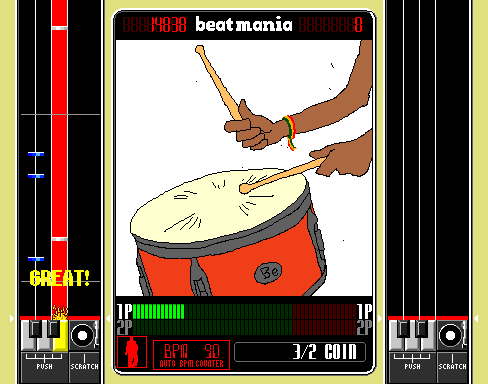 14838 beatmania 0
GREAT!
1P 1P
2P 2P
Be
BPM 90
AUTO BPM COUNTER
3/2 COIN
PUSH SCRATCH PUSH SCRATCH